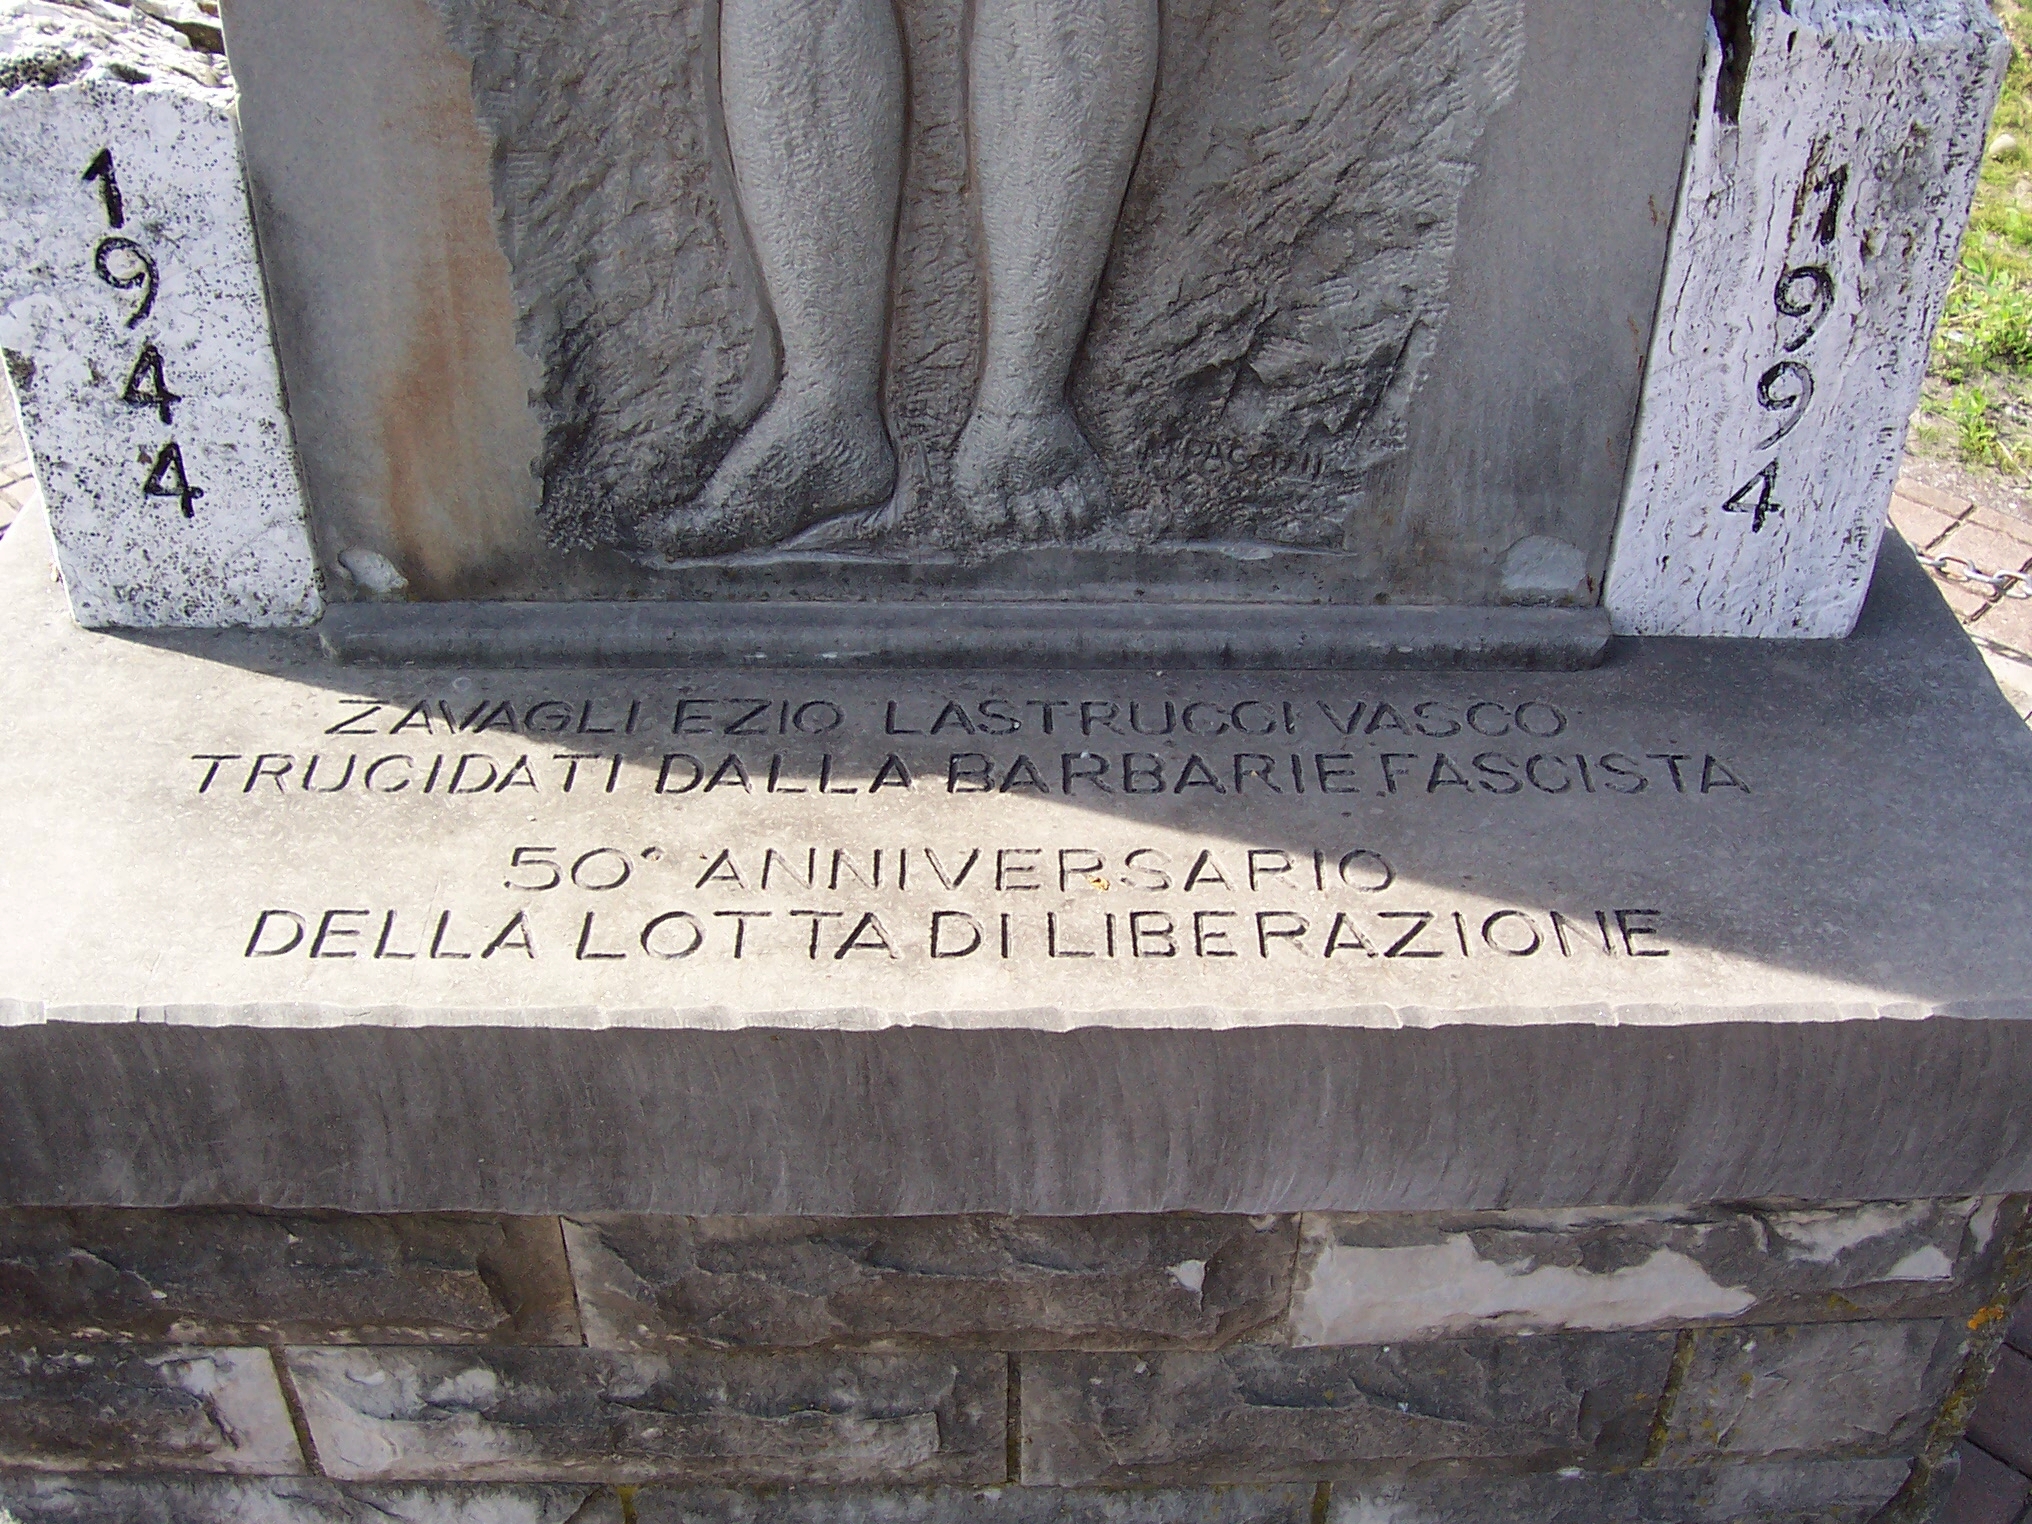 1944
1994
ZAVAGLI EZIO LASTRUCCI VASCO
TRUCIDATI DALLA BARBARIE FASCISTA
50° ANNIVERSARIO
DELLA LOTTA DI LIBERAZIONE